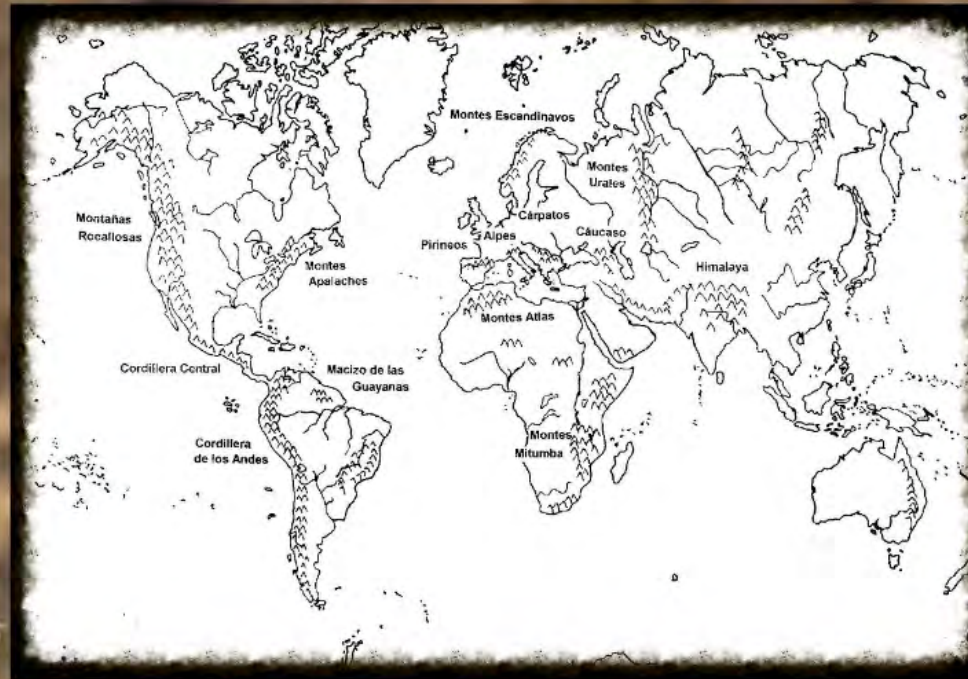 Montes Escandinavos
Montes
Urales
Montañas
Rocallosas
Cárpatos
Pirineos
Alpes
Cáucaso
Himalaya
Montes
Apalaches
Montes Atlas
Cordillera Central
Macizo de las
Guayanas
Cordillera
de los Andes
Montes
Mitumba